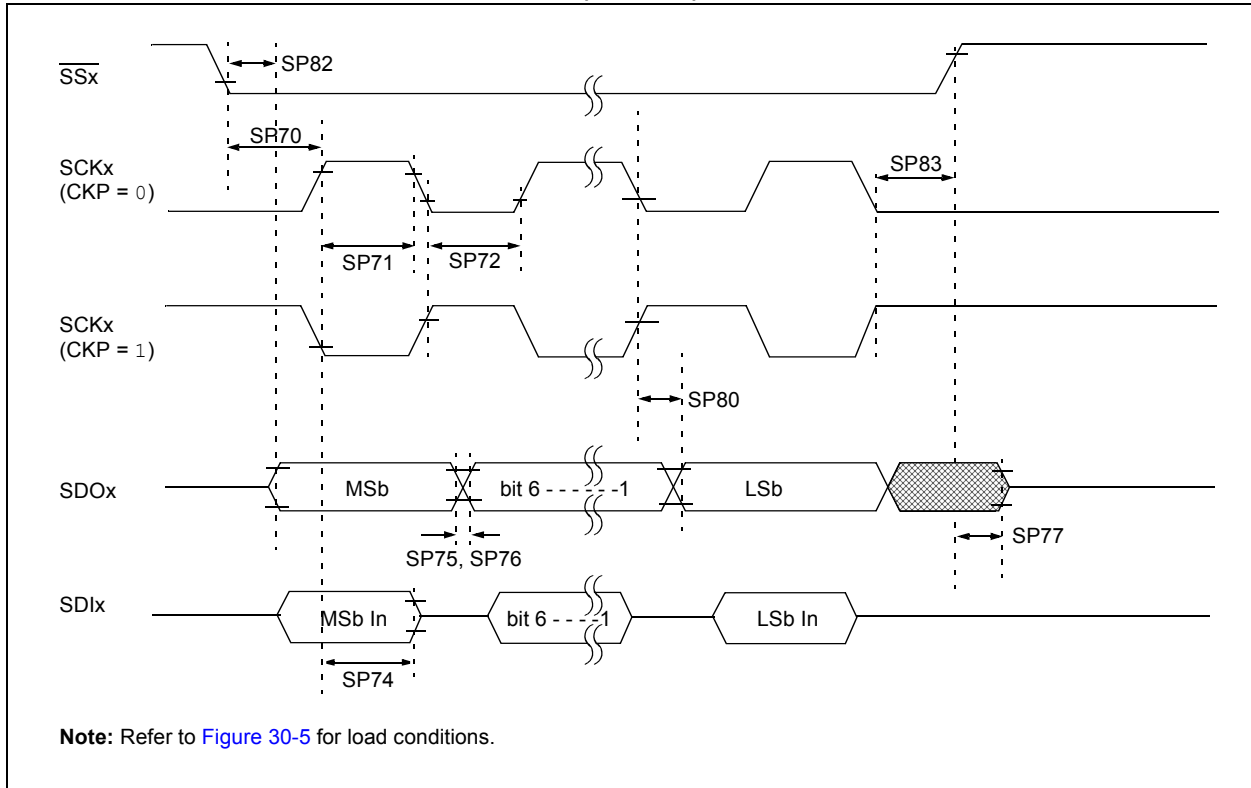 SSx
SP82
SP70
SCKx
(CKP = 0)
SP83
SP71
SP72
SCKx
(CKP = 1)
SP80
SDOx
MSb
bit 6 - - - - - -1
LSb
SP77
SP75, SP76
SDIx
MSb In
bit 6 - - - -1
LSb In
SP74
Note: Refer to Figure 30-5 for load conditions.